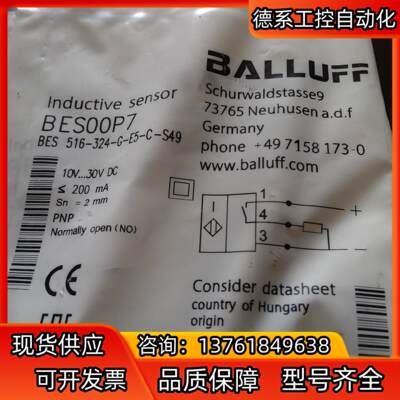 德系工控自动化
Inductive sensor
BES00P7
BES 516-324-G-E5-C-S49
10V...30V DC
≤ 200 mA
Sn = 2 mm
PNP
Normally open (NO)
CE
BALLUFF
Schurwaldstasse9
73765 Neuhusen a.d.f
Germany
phone +49 7158 173-0
www.balluff.com
1
4
3
+
−
Consider datasheet
country of Hungary
origin
现货供应
咨询：13761849638
可开发票
品质保障
型号齐全